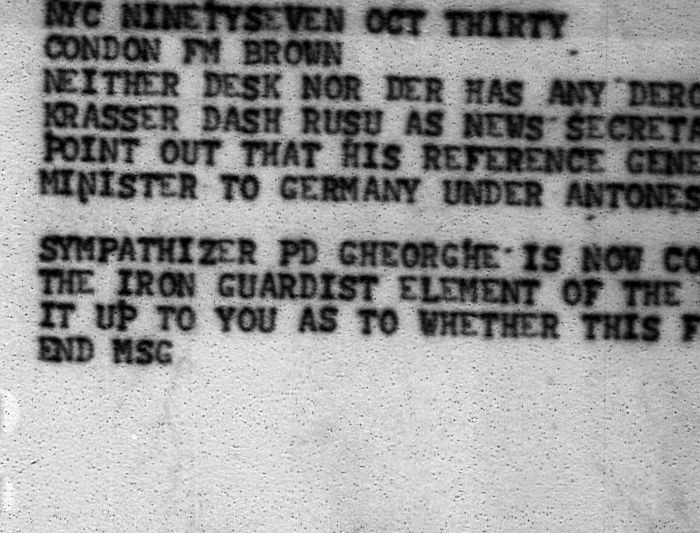 NYC NINETYSEVEN OCT THIRTY
CONDON FM BROWN
NEITHER DESK NOR DER HAS ANY
KRASSER DASH RUSU AS NEWS
POINT OUT THAT HIS REFERENCE
MINISTER TO GERMANY UNDER
SYMPATHIZER PD GHEORGHE IS NOW
THE IRON GUARDIST ELEMENT OF THE
IT UP TO YOU AS TO WHETHER THIS
END MSG